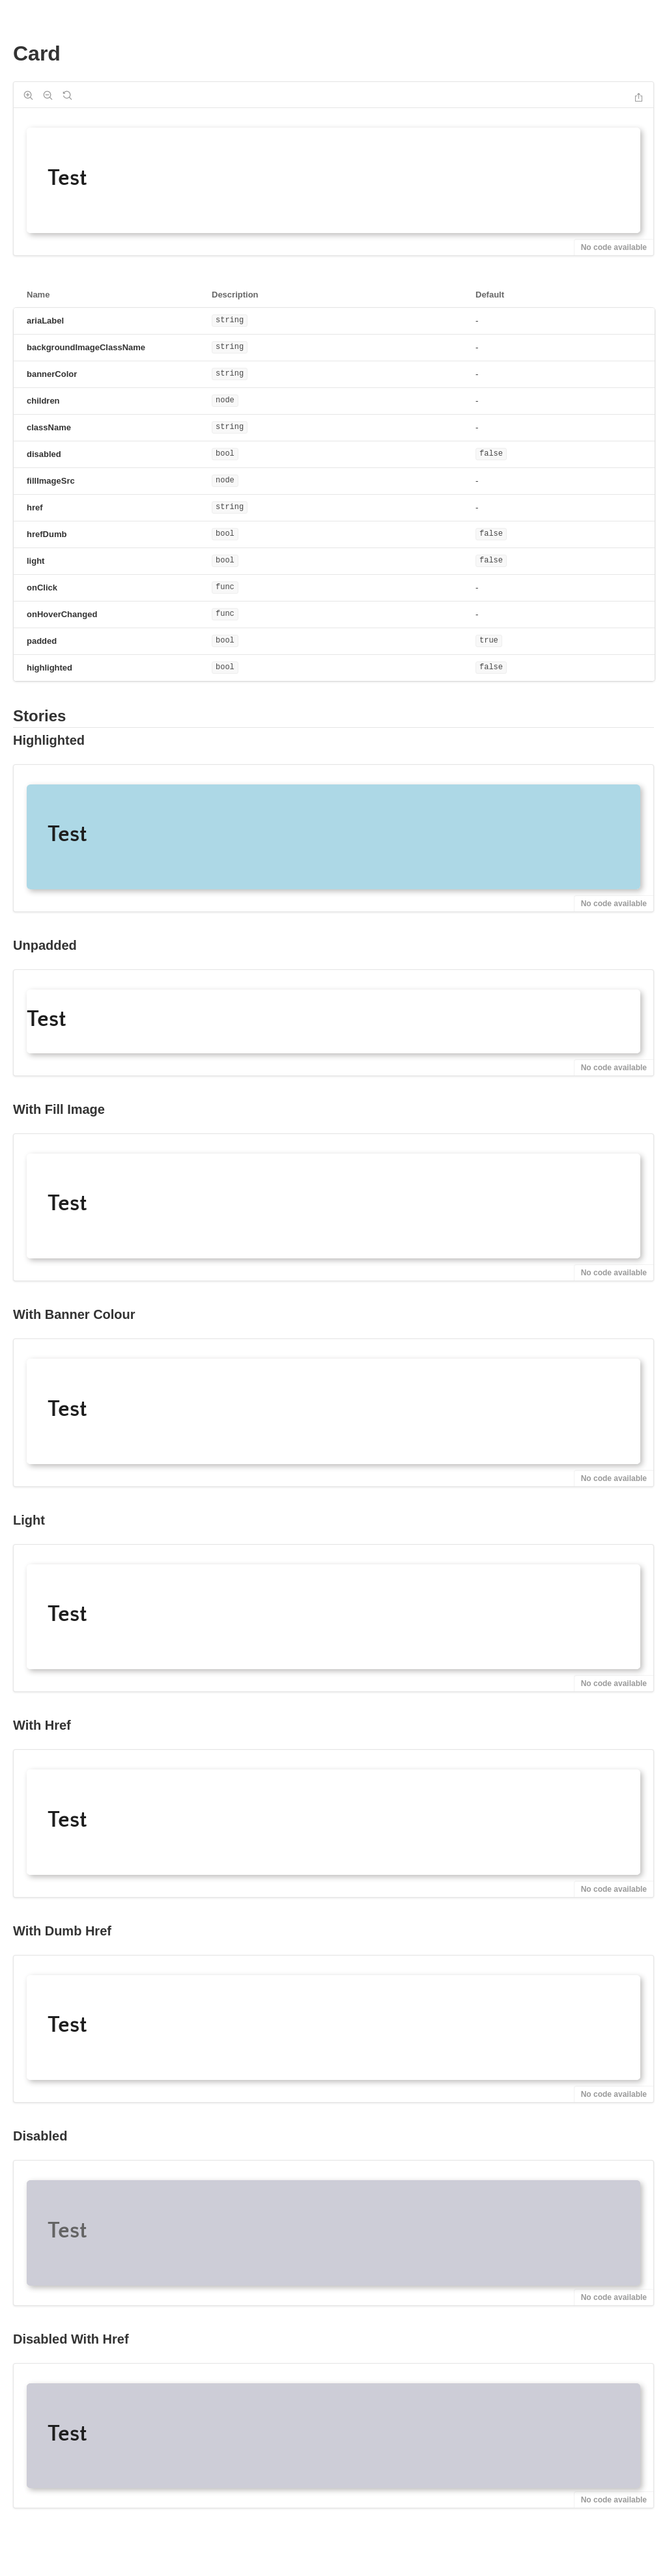 Card
Test
No code available
Name Description Default
ariaLabel string -
backgroundImageClassName string -
bannerColor string -
children node -
className string -
disabled bool false
fillImageSrc node -
href string -
hrefDumb bool false
light bool false
onClick func -
onHoverChanged func -
padded bool true
highlighted bool false
Stories
Highlighted
Test
No code available
Unpadded
Test
No code available
With Fill Image
Test
No code available
With Banner Colour
Test
No code available
Light
Test
No code available
With Href
Test
No code available
With Dumb Href
Test
No code available
Disabled
Test
No code available
Disabled With Href
Test
No code available